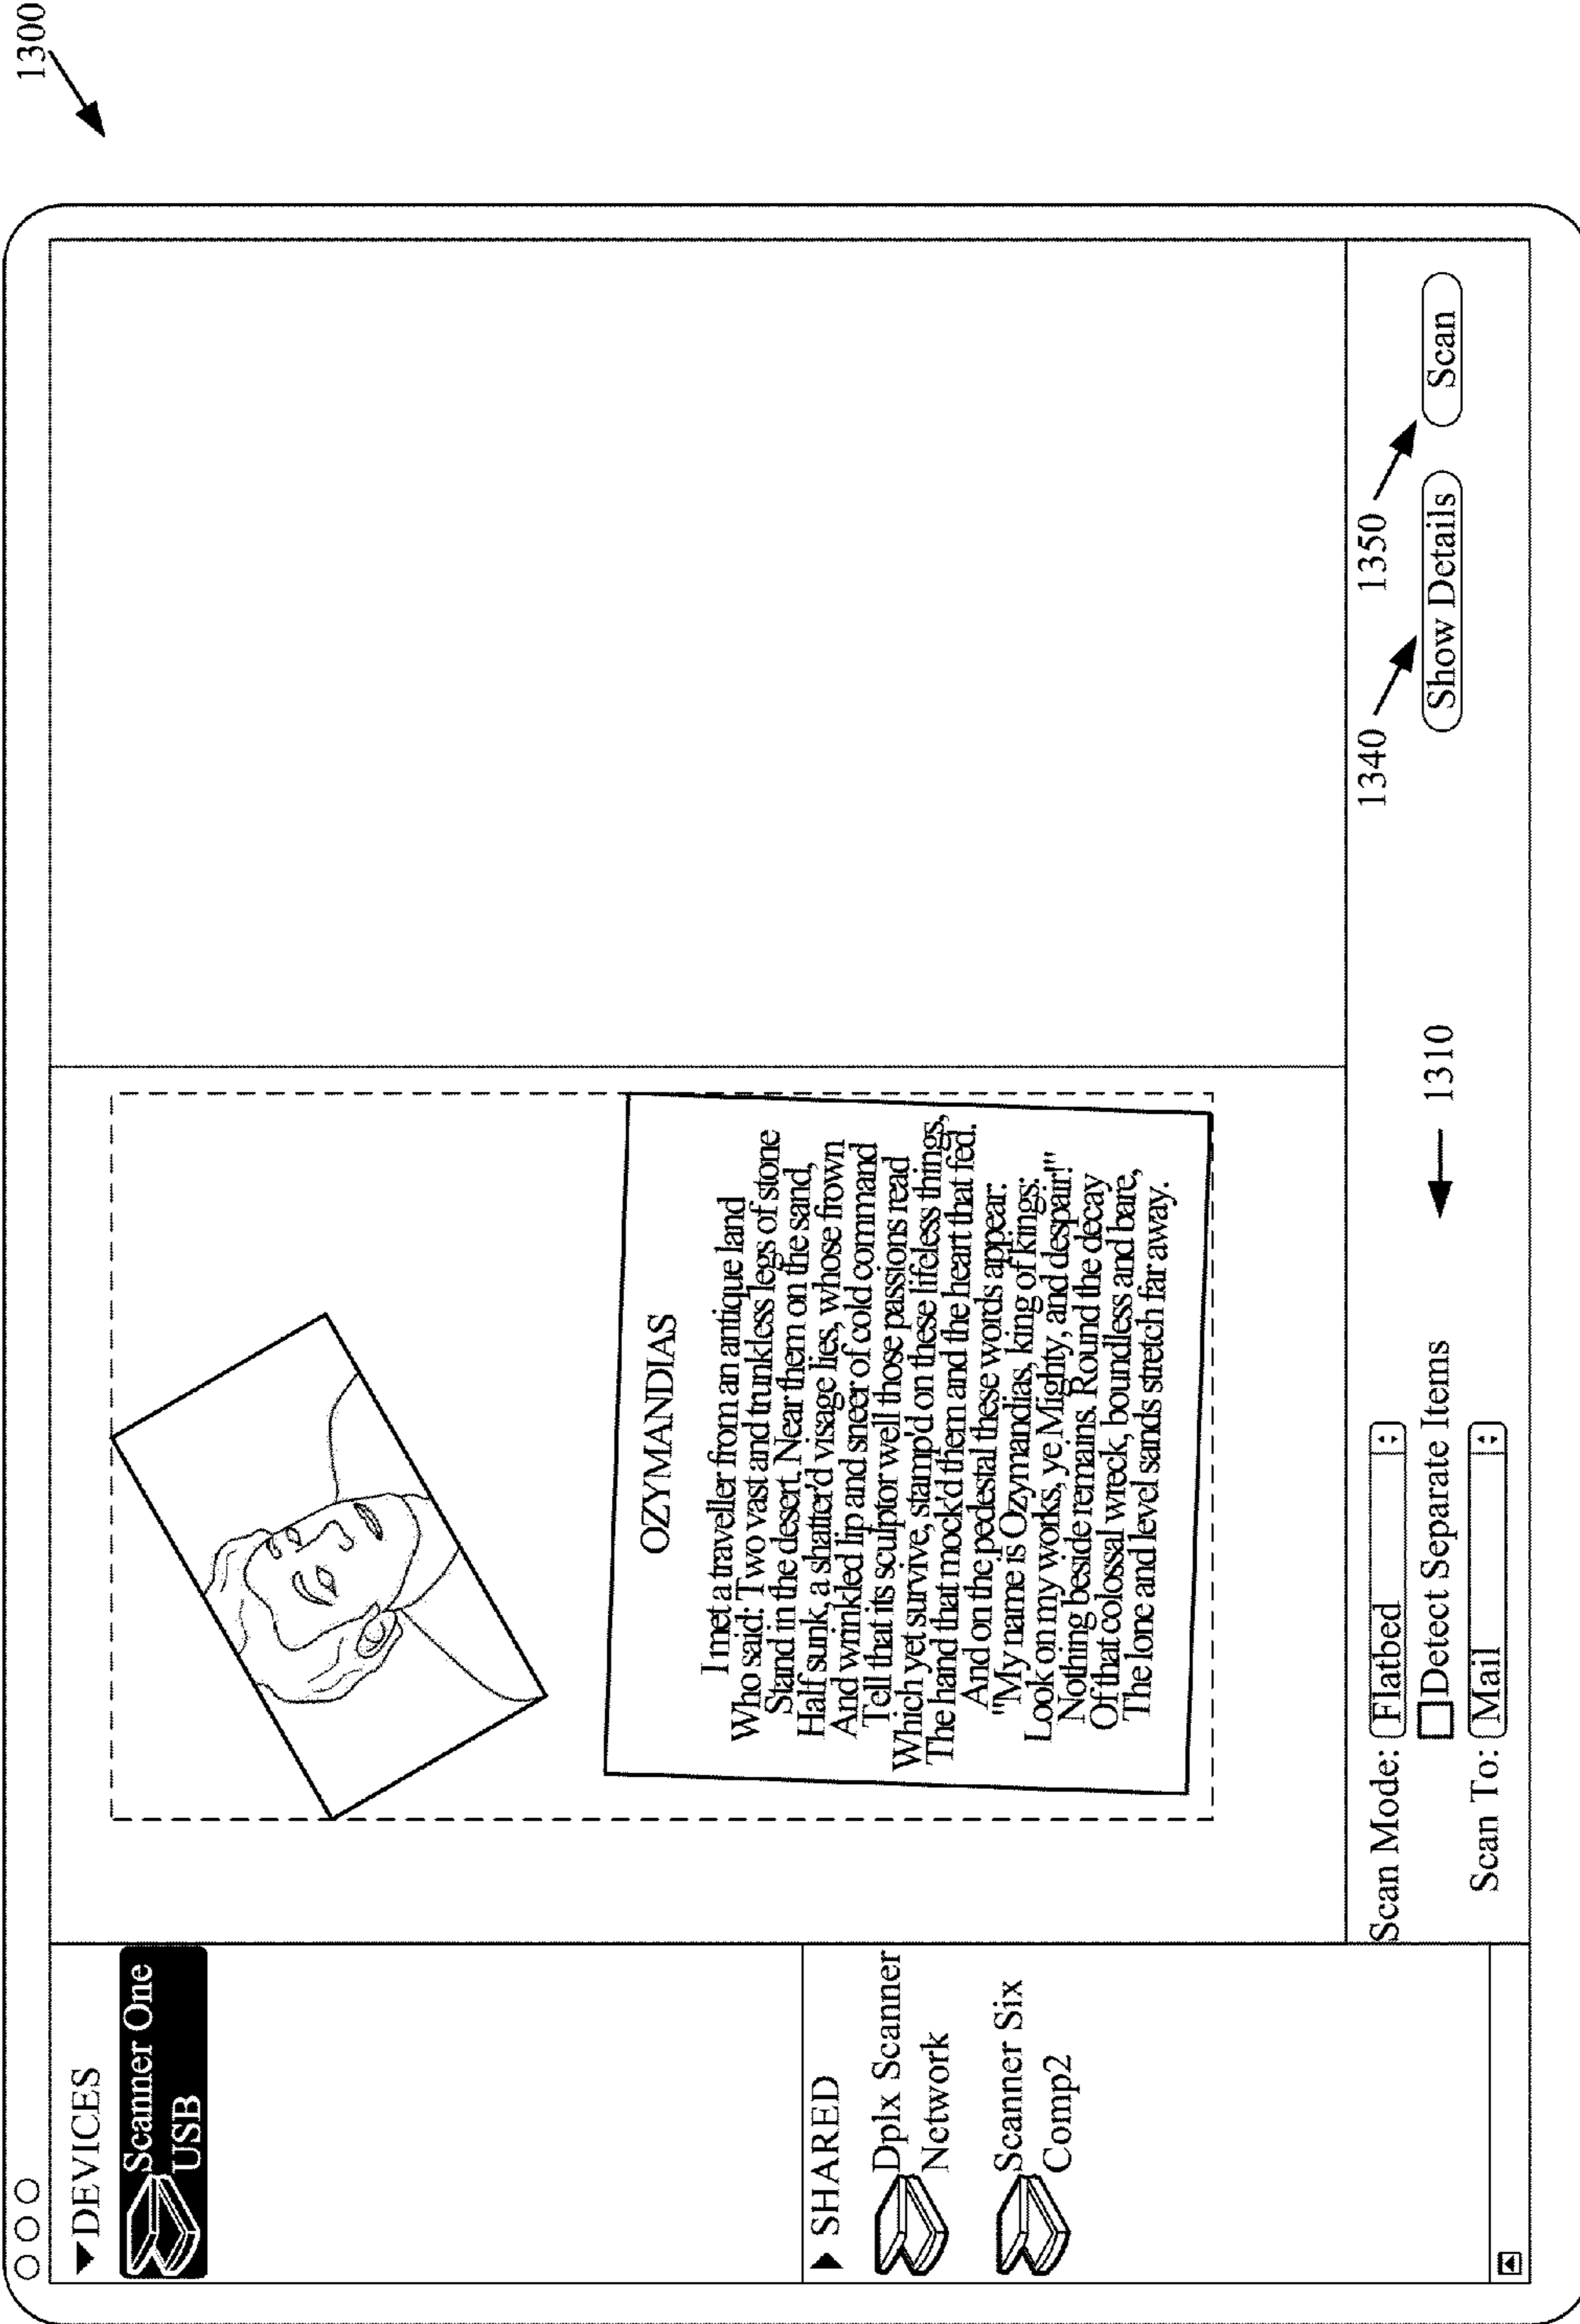 1300
DEVICES
Scanner One
USB
SHARED
Dplx Scanner
Network
Scanner Six
Comp2
OZYMANDIAS
I met a traveller from an antique land
Who said: Two vast and trunkless legs of stone
Stand in the desert. Near them on the sand,
Half sunk, a shatter'd visage lies, whose frown
And wrinkled lip and sneer of cold command
Tell that its sculptor well those passions read
Which yet survive, stamp'd on these lifeless things,
The hand that mock'd them and the heart that fed.
And on the pedestal these words appear:
"My name is Ozymandias, king of kings:
Look on my works, ye Mighty, and despair!"
Nothing beside remains. Round the decay
Of that colossal wreck, boundless and bare,
The lone and level sands stretch far away.
Scan Mode: Flatbed
Detect Separate Items
1310
Scan To: Mail
1340
1350
Show Details
Scan